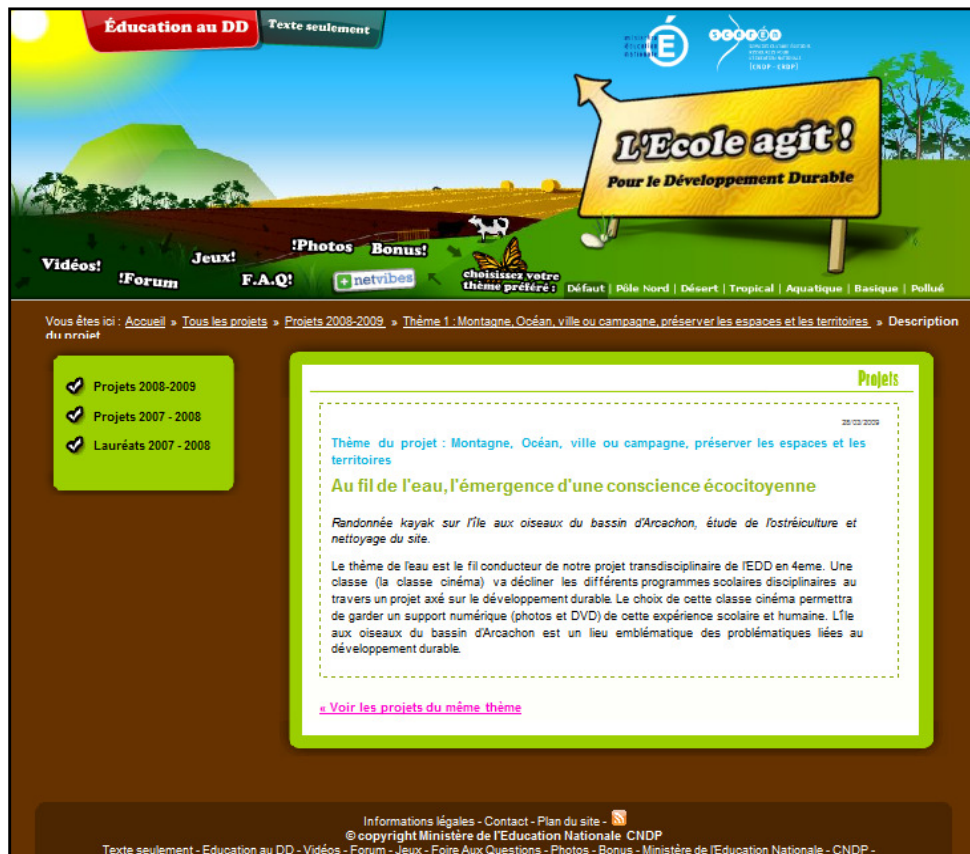 Éducation au DD
Texte seulement
ministère
éducation
nationale
scérén
[CNDP - CRDP]
L'Ecole agit !
Pour le Développement Durable
Vidéos!
!Forum
Jeux!
F.A.Q!
!Photos
Bonus!
netvibes
choisissez votre
thème préféré :
Défaut | Pôle Nord | Désert | Tropical | Aquatique | Basique | Pollué
Vous êtes ici : Accueil » Tous les projets » Projets 2008-2009 » Thème 1 : Montagne, Océan, ville ou campagne, préserver les espaces et les territoires » Description
du projet
Projets 2008-2009
Projets 2007 - 2008
Lauréats 2007 - 2008
Projets
Thème du projet : Montagne, Océan, ville ou campagne, préserver les espaces et les
territoires
Au fil de l'eau, l'émergence d'une conscience écocitoyenne
Randonnée kayak sur l'île aux oiseaux du bassin d'Arcachon, étude de l'ostréiculture et
nettoyage du site.
Le thème de l'eau est le fil conducteur de notre projet transdisciplinaire de l'EDD en 4eme. Une
classe (la classe cinéma) va décliner les différents programmes scolaires disciplinaires au
travers un projet axé sur le développement durable. Le choix de cette classe cinéma permettra
de garder un support numérique (photos et DVD) de cette expérience scolaire et humaine. L'île
aux oiseaux du bassin d'Arcachon est un lieu emblématique des problématiques liées au
développement durable.
« Voir les projets du même thème
Informations légales - Contact - Plan du site -
© copyright Ministère de l'Education Nationale CNDP
Texte seulement - Education au DD - Vidéos - Forum - Jeux - Foire Aux Questions - Photos - Bonus - Ministère de l'Education Nationale - CNDP -